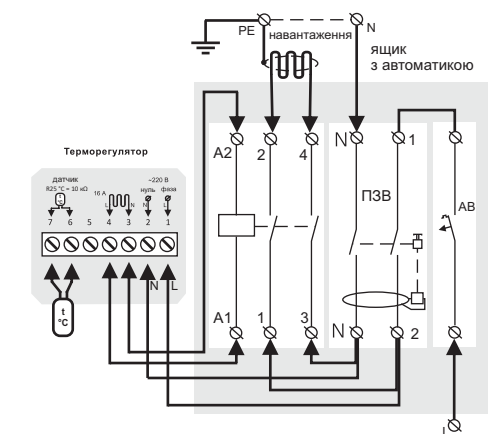 PE
N
навантаження
ящик
з автоматикою
A2
2
4
N
1
Терморегулятор
датчик
R25 °C = 10 кΩ
t
°C
16 A
L
N
~220 В
нуль
фаза
N
L
7
6
5
4
3
2
1
ПЗВ
АВ
N
L
t
°C
A1
1
3
N
2
L